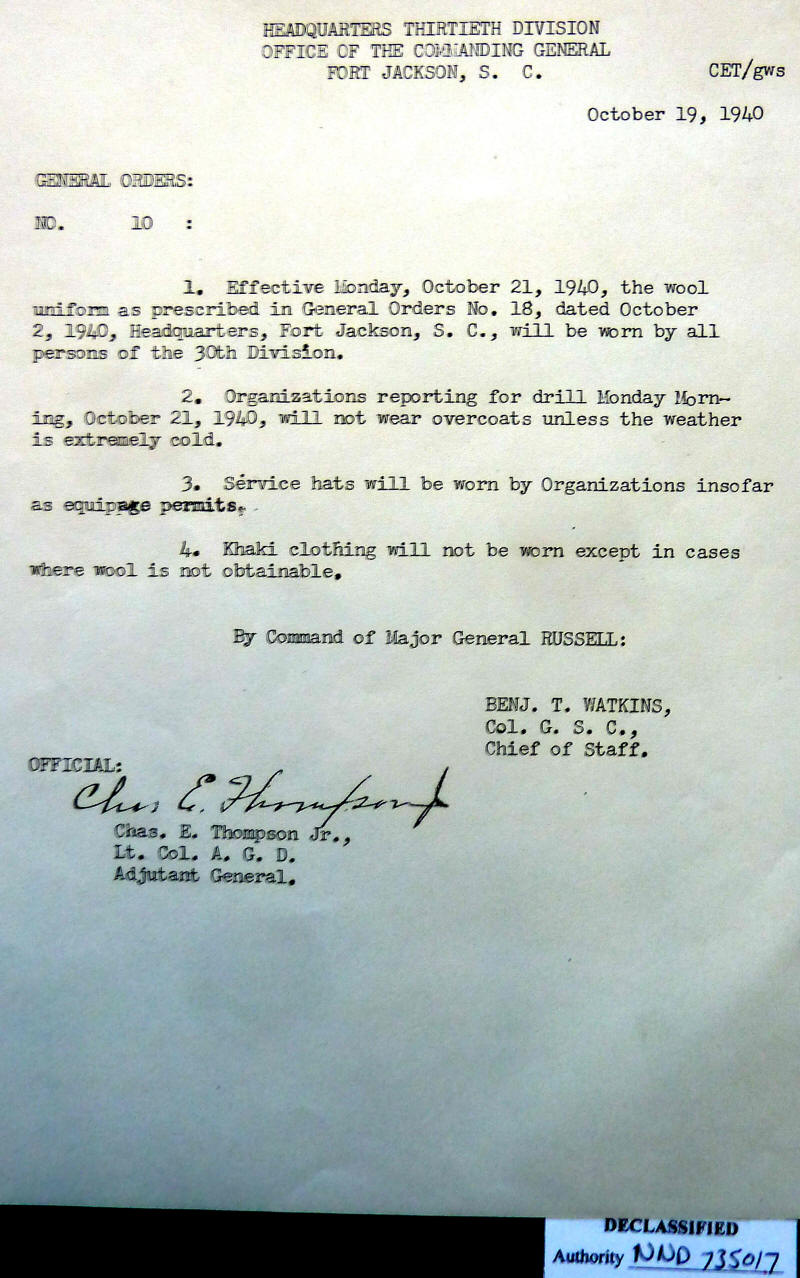 HEADQUARTERS THIRTIETH DIVISION
OFFICE OF THE COMMANDING GENERAL
FORT JACKSON, S. C.
CET/gws
October 19, 1940
GENERAL ORDERS:
NO. 10 :
1. Effective Monday, October 21, 1940, the wool
uniform as prescribed in General Orders No. 18, dated October
2, 1940, Headquarters, Fort Jackson, S. C., will be worn by all
persons of the 30th Division.
2. Organizations reporting for drill Monday Morn-
ing, October 21, 1940, will not wear overcoats unless the weather
is extremely cold.
3. Service hats will be worn by Organizations insofar
as equipage permits.
4. Khaki clothing will not be worn except in cases
where wool is not obtainable.
By Command of Major General RUSSELL:
BENJ. T. WATKINS,
Col. G. S. C.,
Chief of Staff.
OFFICIAL:
Chas. E. Thompson Jr
Chas. E. Thompson Jr.,
Lt. Col. A. G. D.
Adjutant General.
DECLASSIFIED
Authority NND 735017